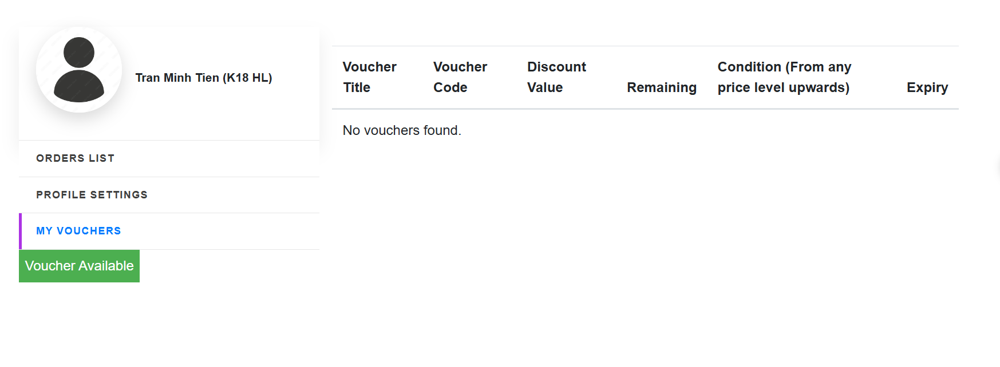 Tran Minh Tien (K18 HL)
ORDERS LIST
PROFILE SETTINGS
MY VOUCHERS
Voucher Available
Voucher Title
Voucher Code
Discount Value
Remaining
Condition (From any price level upwards)
Expiry
No vouchers found.